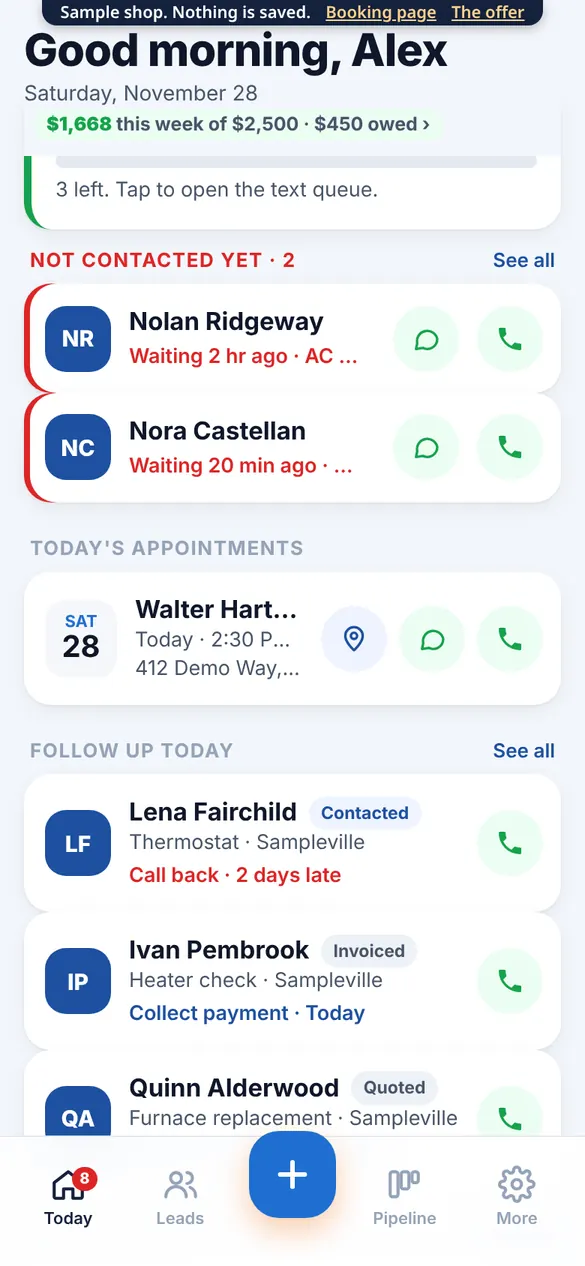 Sample shop. Nothing is saved. Booking page The offer
Good morning, Alex
Saturday, November 28
$1,668 this week of $2,500 · $450 owed ›
3 left. Tap to open the text queue.
NOT CONTACTED YET · 2 See all
NR Nolan Ridgeway
Waiting 2 hr ago · AC ...
NC Nora Castellan
Waiting 20 min ago · ...
TODAY'S APPOINTMENTS
SAT
28
Walter Hart...
Today · 2:30 P...
412 Demo Way,...
FOLLOW UP TODAY See all
LF Lena Fairchild Contacted
Thermostat · Sampleville
Call back · 2 days late
IP Ivan Pembrook Invoiced
Heater check · Sampleville
Collect payment · Today
QA Quinn Alderwood Quoted
Furnace replacement · Sampleville
8
Today Leads + Pipeline More